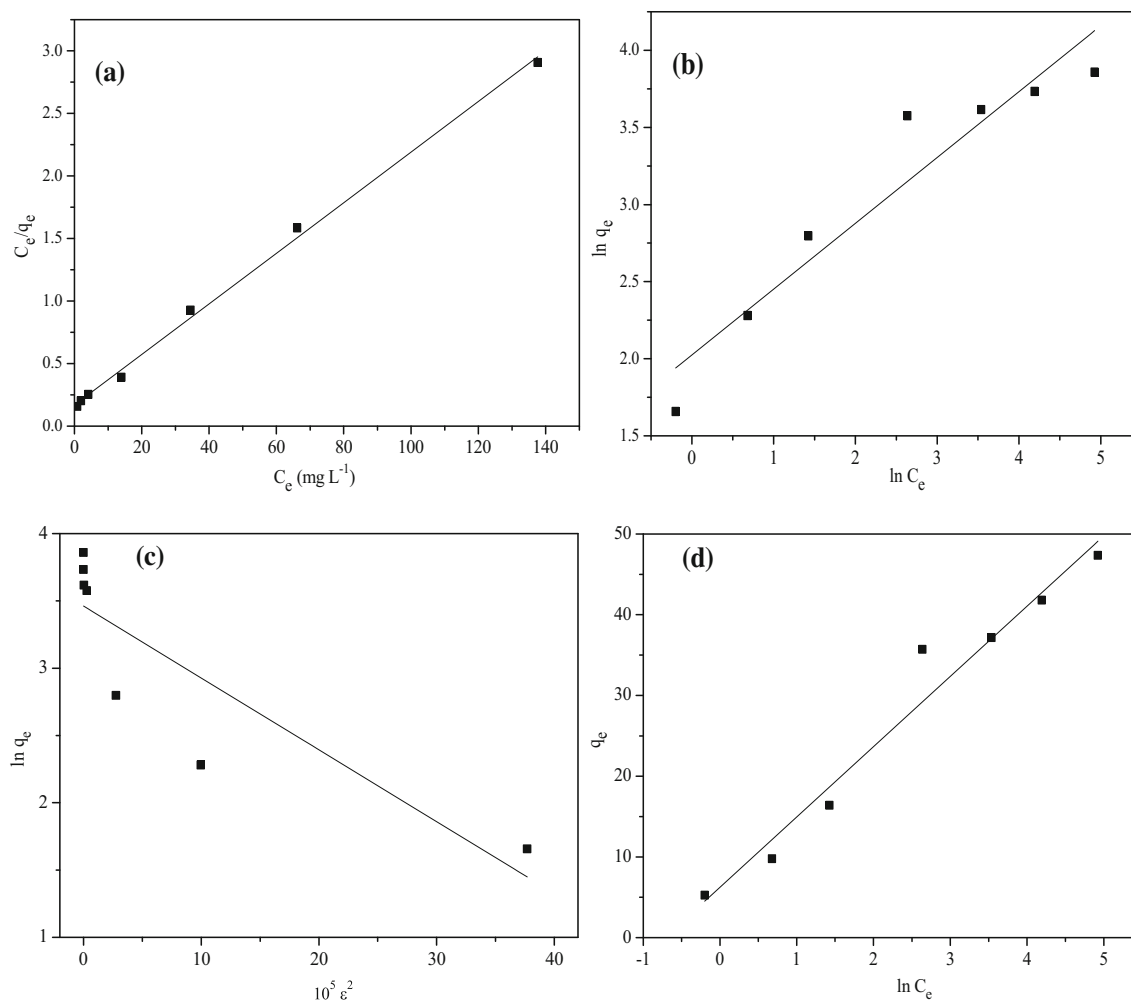 (a)
3.0
2.5
2.0
1.5
1.0
0.5
0.0
C_e/q_e
0 20 40 60 80 100 120 140
C_e (mg L^-1)
(b)
4.0
3.5
3.0
2.5
2.0
1.5
ln q_e
0 1 2 3 4 5
ln C_e
(c)
4
3
2
1
ln q_e
0 10 20 30 40
10^5 ε^2
(d)
50
40
30
20
10
0
q_e
-1 0 1 2 3 4 5
ln C_e